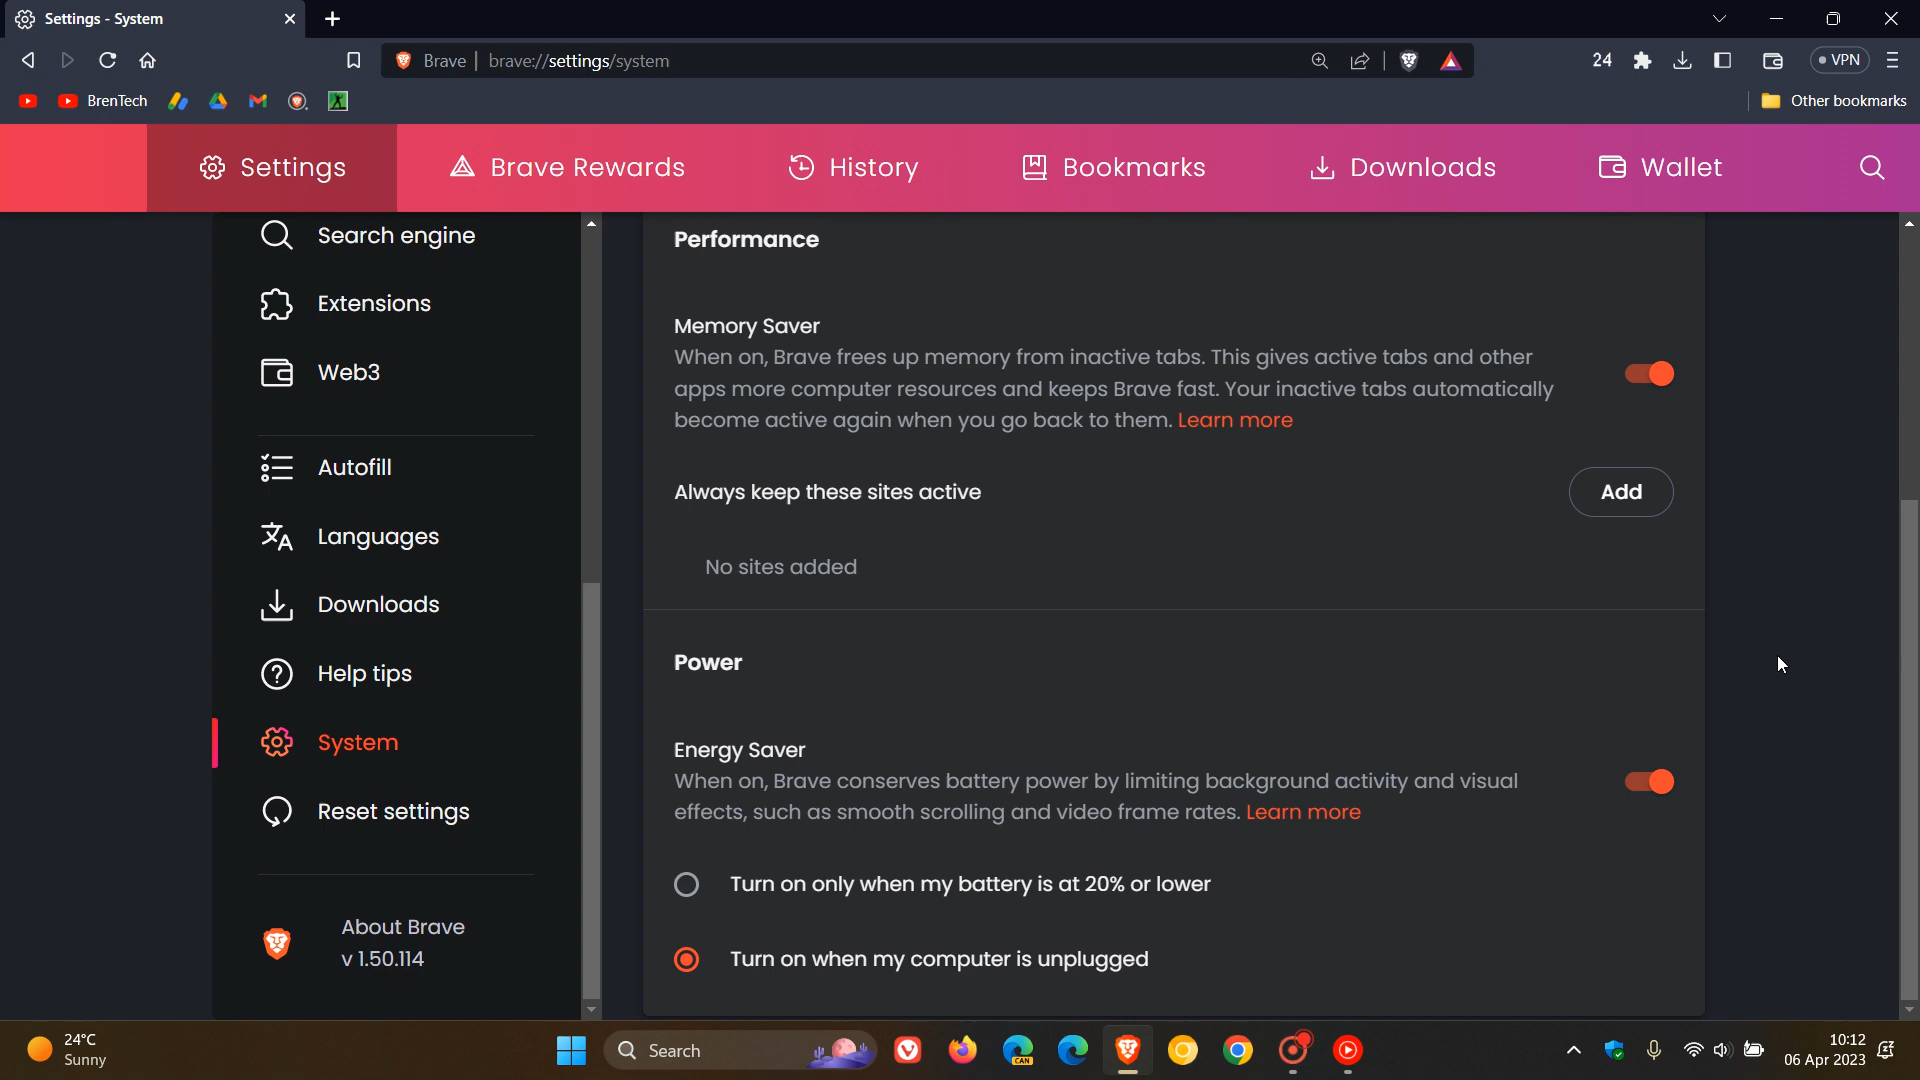 Settings - System
Brave | brave://settings/system
24
VPN
BrenTech
Other bookmarks
Settings
Brave Rewards
History
Bookmarks
Downloads
Wallet
Search engine
Extensions
Web3
Autofill
Languages
Downloads
Help tips
System
Reset settings
About Brave
v 1.50.114
Performance
Memory Saver
When on, Brave frees up memory from inactive tabs. This gives active tabs and other
apps more computer resources and keeps Brave fast. Your inactive tabs automatically
become active again when you go back to them. Learn more
Always keep these sites active
Add
No sites added
Power
Energy Saver
When on, Brave conserves battery power by limiting background activity and visual
effects, such as smooth scrolling and video frame rates. Learn more
Turn on only when my battery is at 20% or lower
Turn on when my computer is unplugged
24°C
Sunny
Search
CAN
10:12
06 Apr 2023